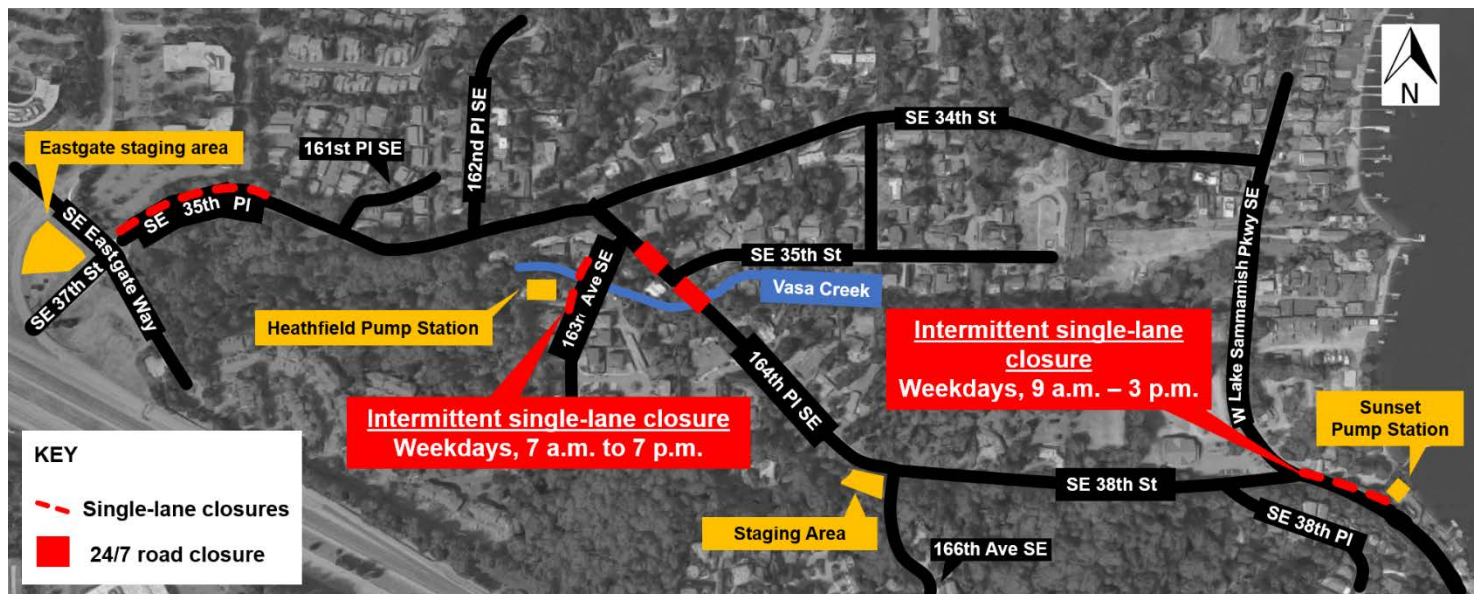 N
SE 34th St
162nd Pl SE
161st Pl SE
Eastgate staging area
SE 35th Pl
SE Eastgate Way
SE 37th St
W Lake Sammamish Pkwy SE
SE 35th St
163r Ave SE
Vasa Creek
Heathfield Pump Station
Intermittent single-lane
closure
Weekdays, 9 a.m. – 3 p.m.
164th Pl SE
Intermittent single-lane closure
Weekdays, 7 a.m. to 7 p.m.
Sunset
Pump Station
SE 38th St
SE 38th Pl
Staging Area
166th Ave SE
KEY
Single-lane closures
24/7 road closure